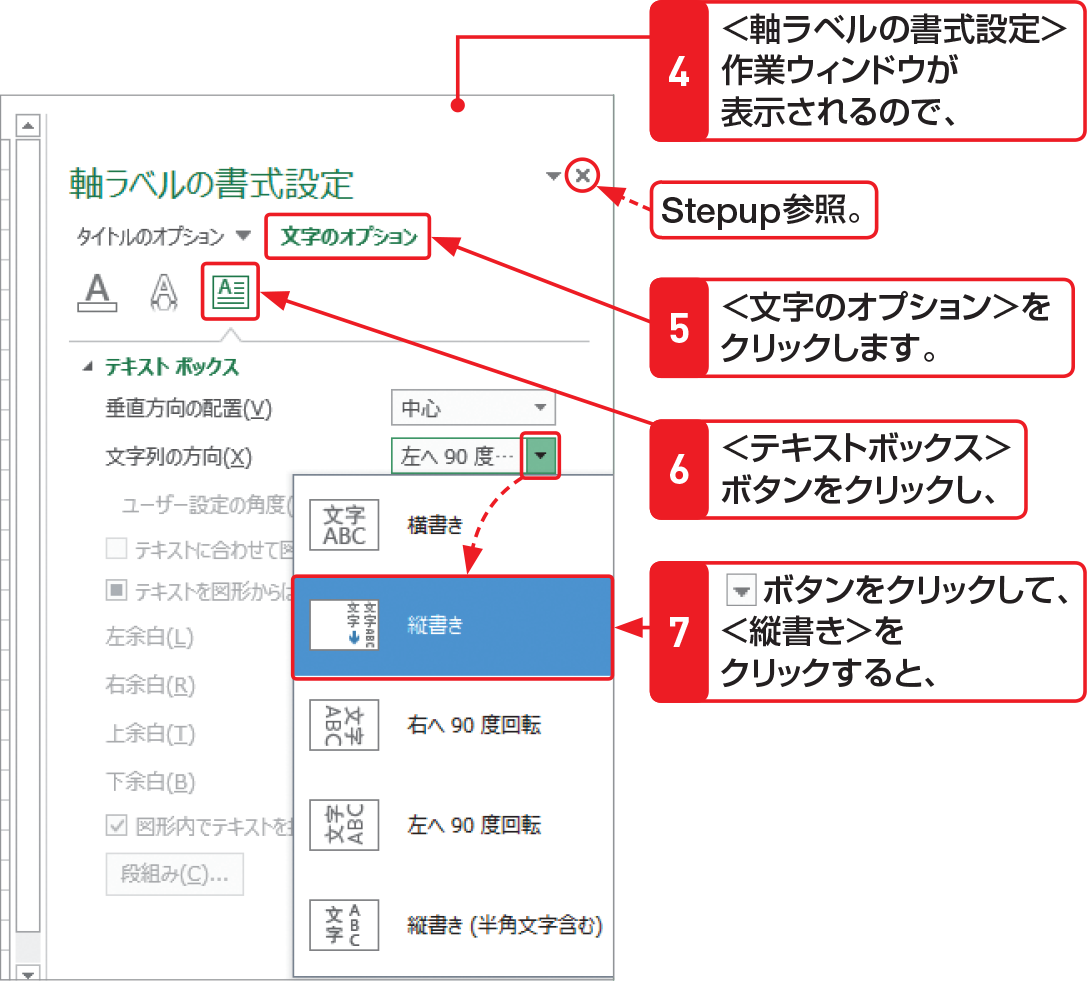 4
<軸ラベルの書式設定>
作業ウィンドウが
表示されるので、
軸ラベルの書式設定
Stepup参照。
タイトルのオプション
文字のオプション
5
<文字のオプション>を
クリックします。
テキスト ボックス
垂直方向の配置(V)
中心
文字列の方向(X)
左へ 90 度…
6
<テキストボックス>
ボタンをクリックし、
ユーザー設定の角度(
文字
ABC
横書き
テキストに合わせて図
テキストを図形からは
文字
文字ABC
縦書き
7
ボタンをクリックして、
<縦書き>を
クリックすると、
左余白(L)
右余白(R)
上余白(T)
下余白(B)
文字
ABC
右へ 90 度回転
文字
ABC
左へ 90 度回転
図形内でテキストを
段組み(C)...
文字
ABC
縦書き (半角文字含む)